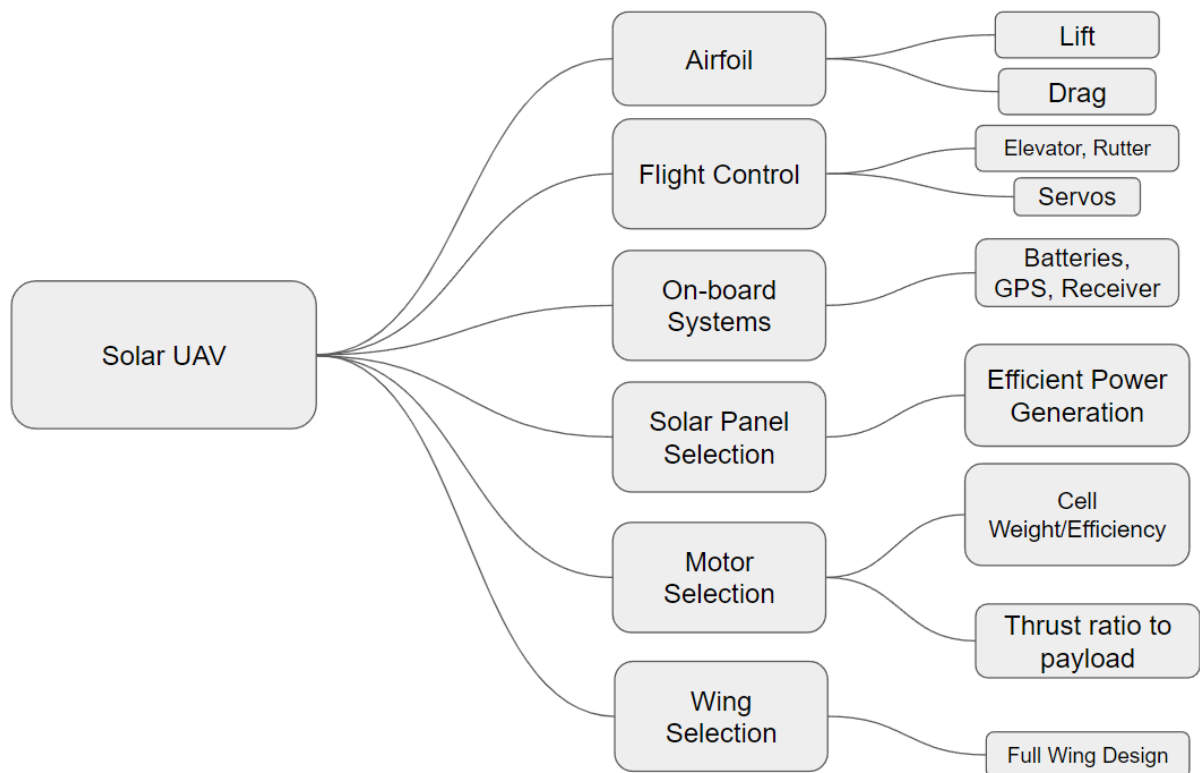 Solar UAV
Airfoil
Lift
Drag
Flight Control
Elevator, Rutter
Servos
On-board
Systems
Batteries,
GPS, Receiver
Solar Panel
Selection
Efficient Power
Generation
Motor
Selection
Cell
Weight/Efficiency
Thrust ratio to
payload
Wing
Selection
Full Wing Design